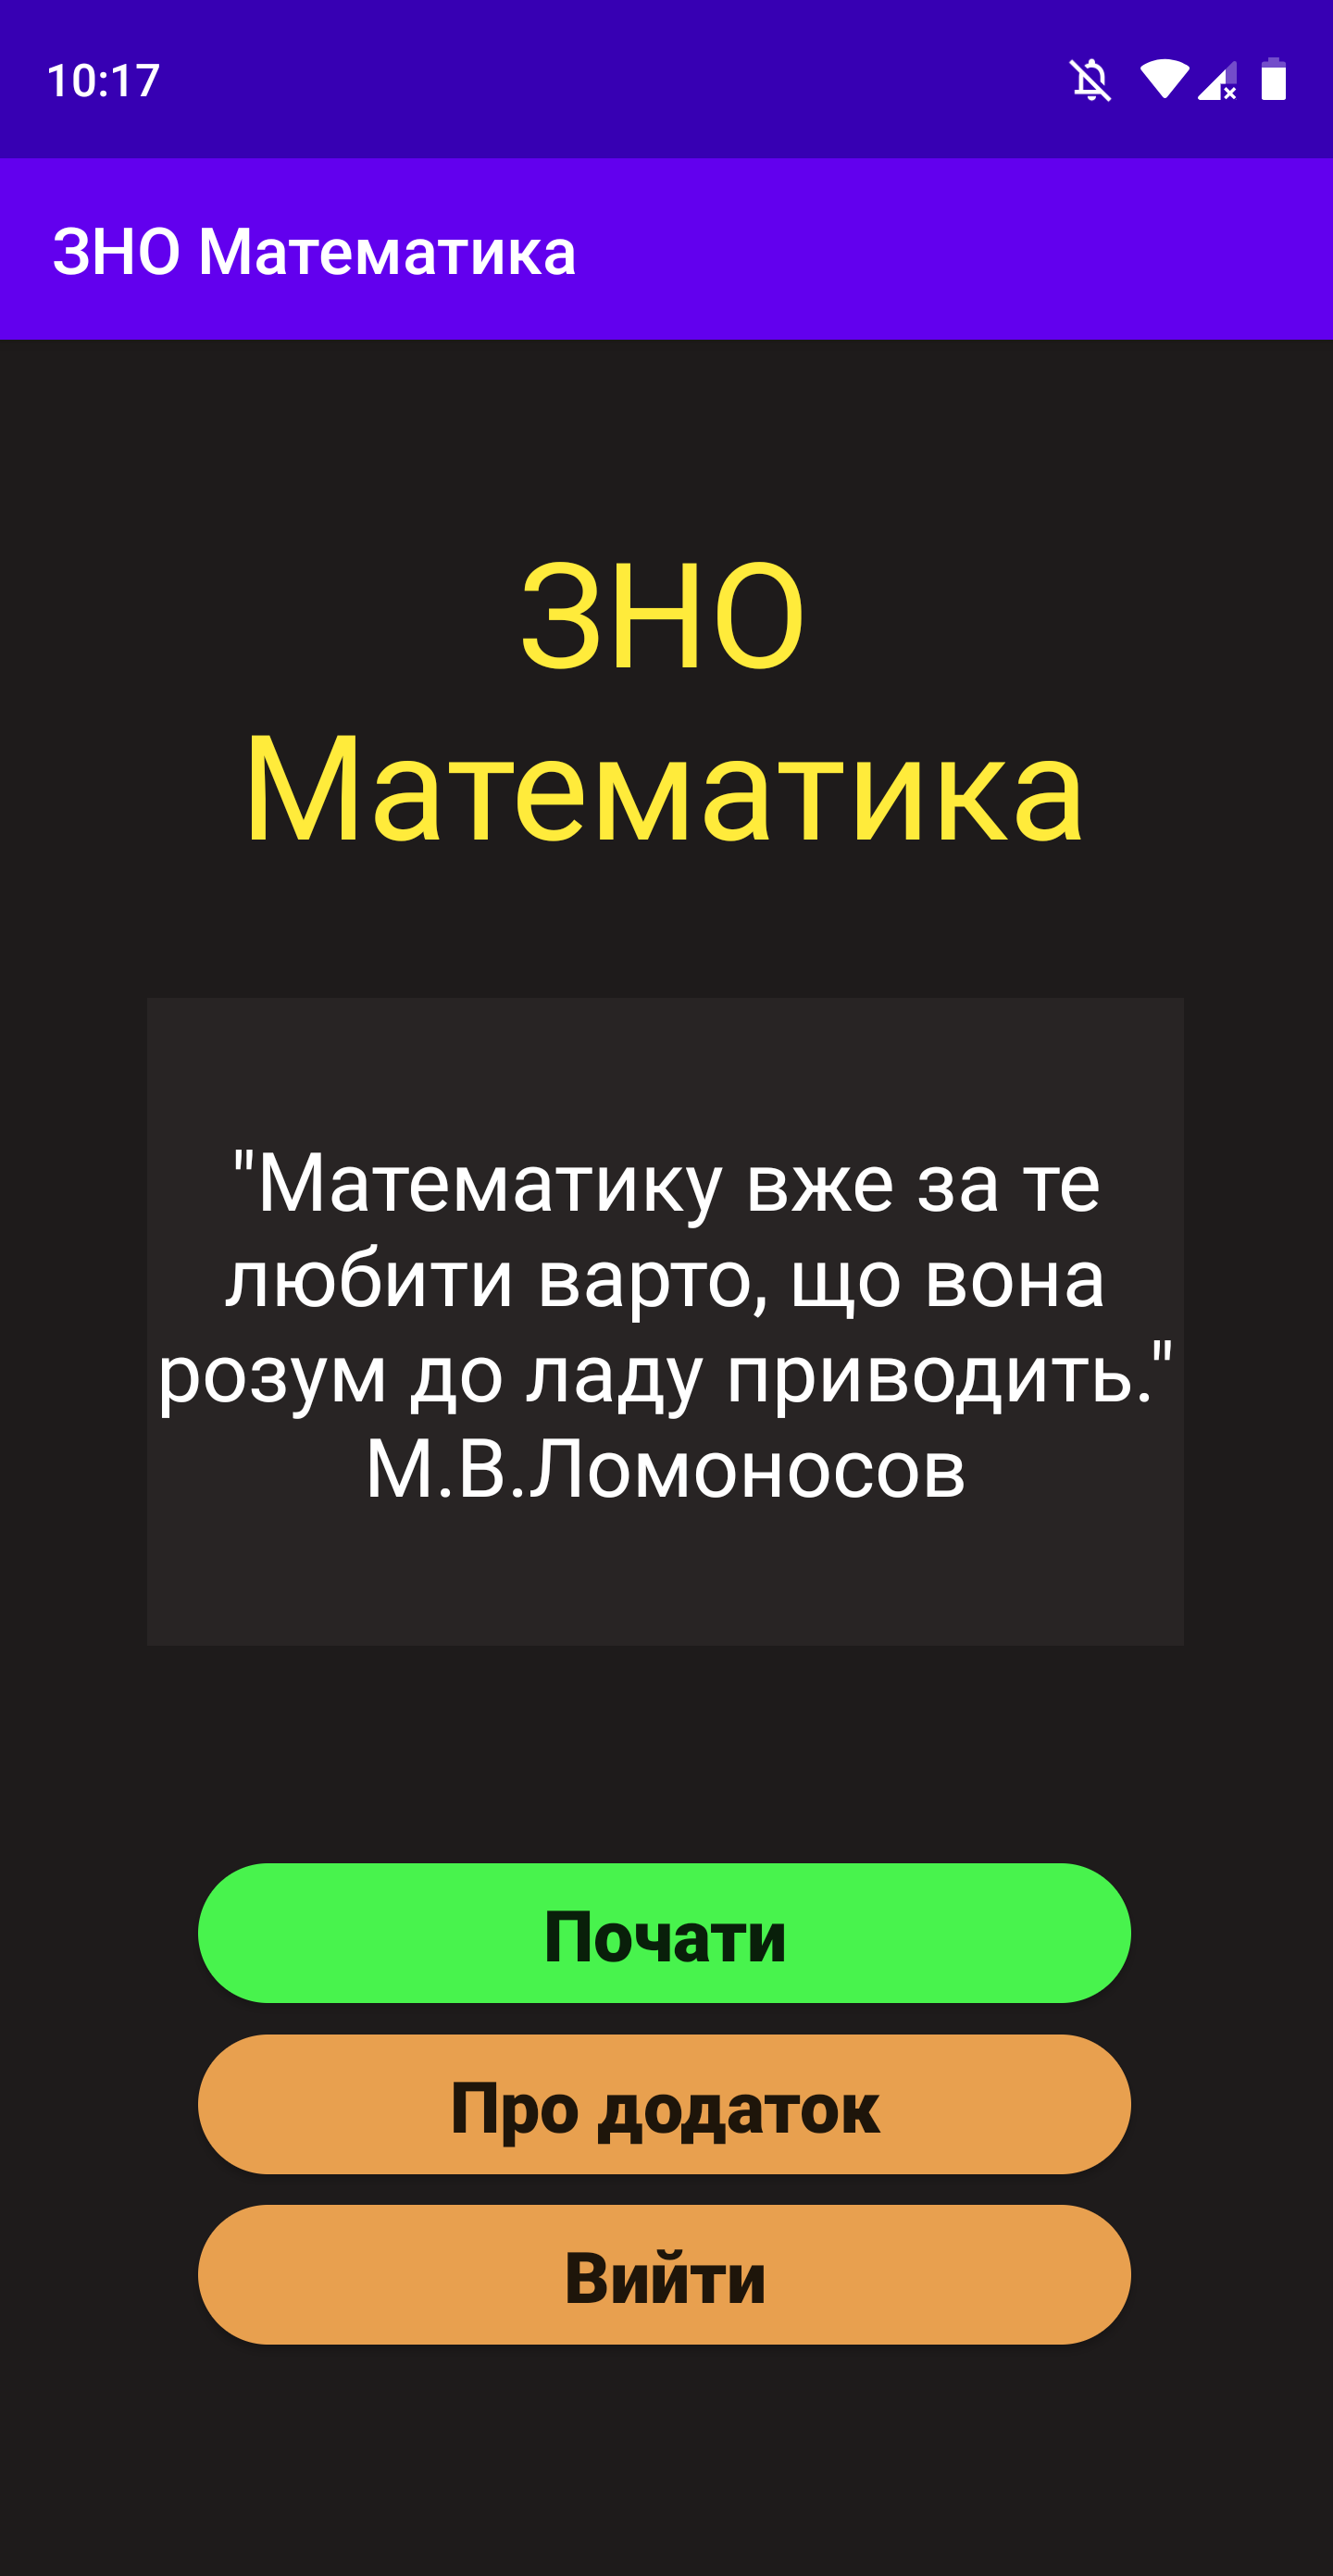 10:17
ЗНО Математика
ЗНО
Математика
"Математику вже за те
любити варто, що вона
розум до ладу приводить."
М.В.Ломоносов
Почати
Про додаток
Вийти